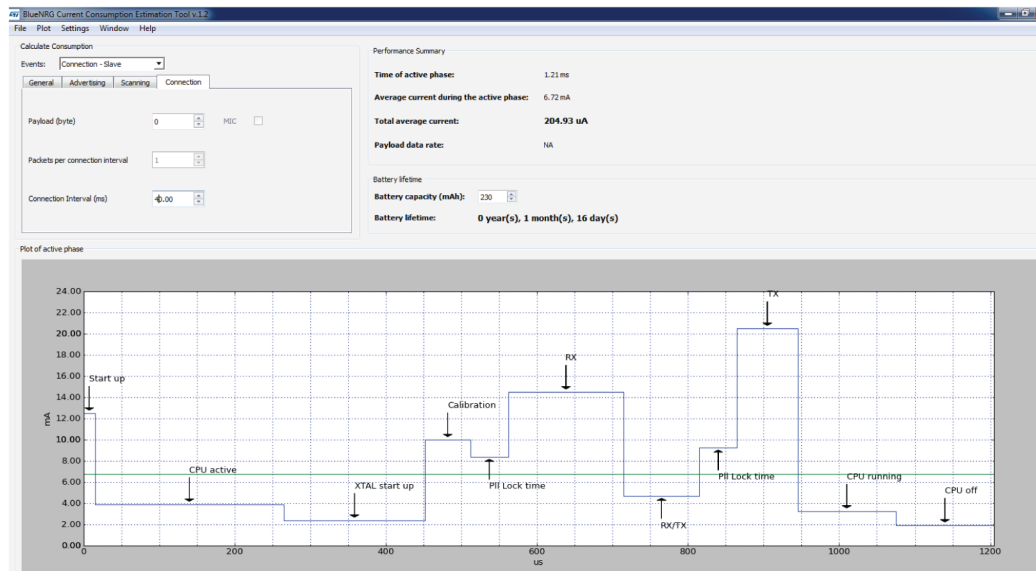 BlueNRG Current Consumption Estimation Tool v.1.2
File Plot Settings Window Help
Calculate Consumption
Events: Connection - Slave
General Advertising Scanning Connection
Payload (byte) 0 MIC
Packets per connection interval 1
Connection Interval (ms) 40.00
Performance Summary
Time of active phase: 1.21 ms
Average current during the active phase: 6.72 mA
Total average current: 204.93 uA
Payload data rate: NA
Battery lifetime
Battery capacity (mAh): 230
Battery lifetime: 0 year(s), 1 month(s), 16 day(s)
Plot of active phase
24.00
22.00
20.00
18.00
16.00
14.00
12.00
10.00
8.00
6.00
4.00
2.00
0.00
mA
Start up
CPU active
XTAL start up
Calibration
Pll Lock time
RX
RX/TX
Pll Lock time
TX
CPU running
CPU off
0 200 400 600 800 1000 1200
us